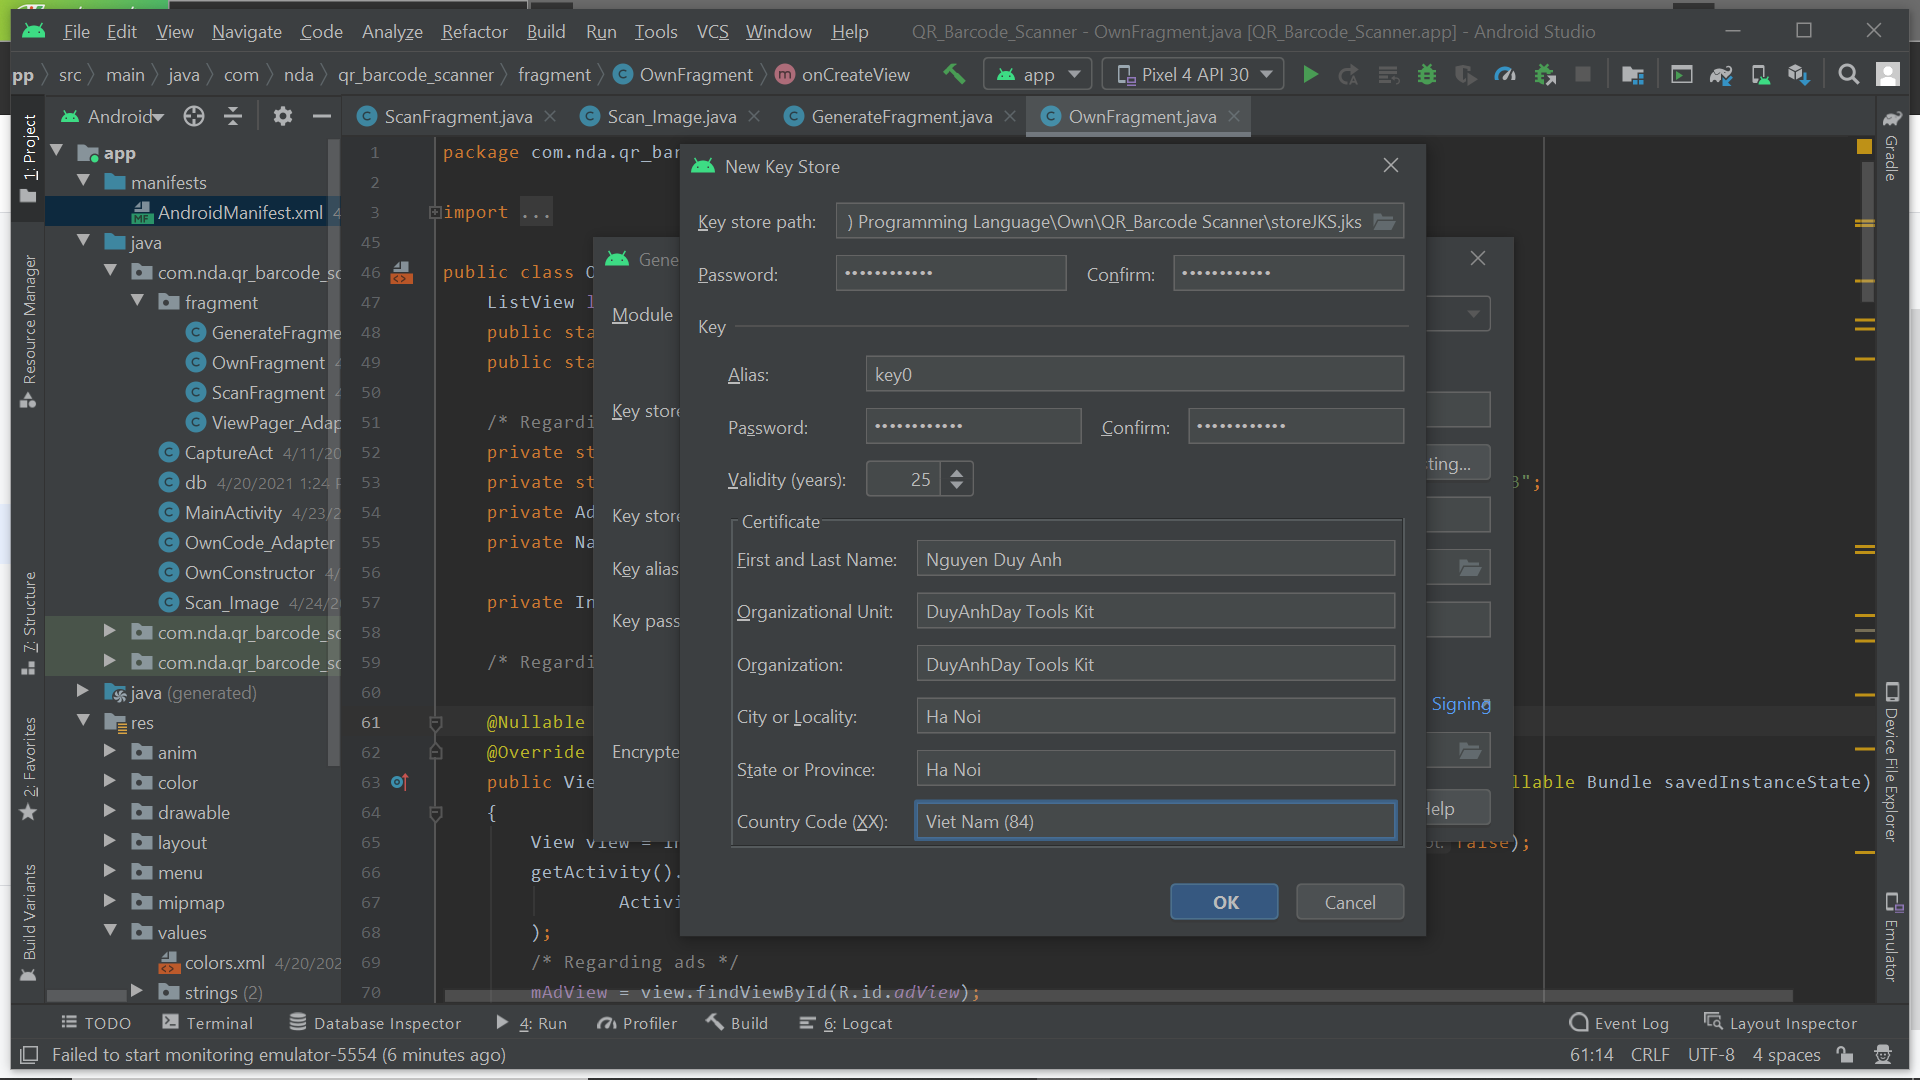 File Edit View Navigate Code Analyze Refactor Build Run Tools VCS Window Help QR_Barcode_Scanner - OwnFragment.java [QR_Barcode_Scanner.app] - Android Studio
pp src main java com nda qr_barcode_scanner fragment OwnFragment onCreateView app Pixel 4 API 30
Android ScanFragment.java Scan_Image.java GenerateFragment.java OwnFragment.java
1: Project
Resource Manager
7: Structure
2: Favorites
Build Variants
app
manifests
AndroidManifest.xml 4
java
com.nda.qr_barcode_sc
fragment
GenerateFragme
OwnFragment 4
ScanFragment 4
ViewPager_Adap
CaptureAct 4/11/20
db 4/20/2021 1:24 P
MainActivity 4/23/2
OwnCode_Adapter
OwnConstructor 4/
Scan_Image 4/24/2
com.nda.qr_barcode_sc
com.nda.qr_barcode_sc
java (generated)
res
anim
color
drawable
layout
menu
mipmap
values
colors.xml 4/20/202
strings (2)
1 package com.nda.qr_bar
2
3 import ...
45
46 public class O
47 ListView l
48 public sta
49 public sta
50
51 /* Regardi
52 private st
53 private st 3";
54 private Ad
55 private Na
56
57 private In
58
59 /* Regardi
60
61 @Nullable
62 @Override
63 public Vie llable Bundle savedInstanceState)
64 {
65 View view = in false);
66 getActivity().
67 Activi
68 );
69 /* Regarding ads */
70 mAdView = view.findViewById(R.id.adView);
Gene
Module
Key store
ting...
Key store
Key alias
Key pass
Signing
Encrypte
Help
New Key Store
Key store path: ) Programming Language\Own\QR_Barcode Scanner\storeJKS.jks
Password: •••••••••••• Confirm: ••••••••••••
Key
Alias: key0
Password: •••••••••••• Confirm: ••••••••••••
Validity (years): 25
Certificate
First and Last Name: Nguyen Duy Anh
Organizational Unit: DuyAnhDay Tools Kit
Organization: DuyAnhDay Tools Kit
City or Locality: Ha Noi
State or Province: Ha Noi
Country Code (XX): Viet Nam (84)
OK Cancel
Gradle
Device File Explorer
Emulator
TODO Terminal Database Inspector 4: Run Profiler Build 6: Logcat Event Log Layout Inspector
Failed to start monitoring emulator-5554 (6 minutes ago) 61:14 CRLF UTF-8 4 spaces